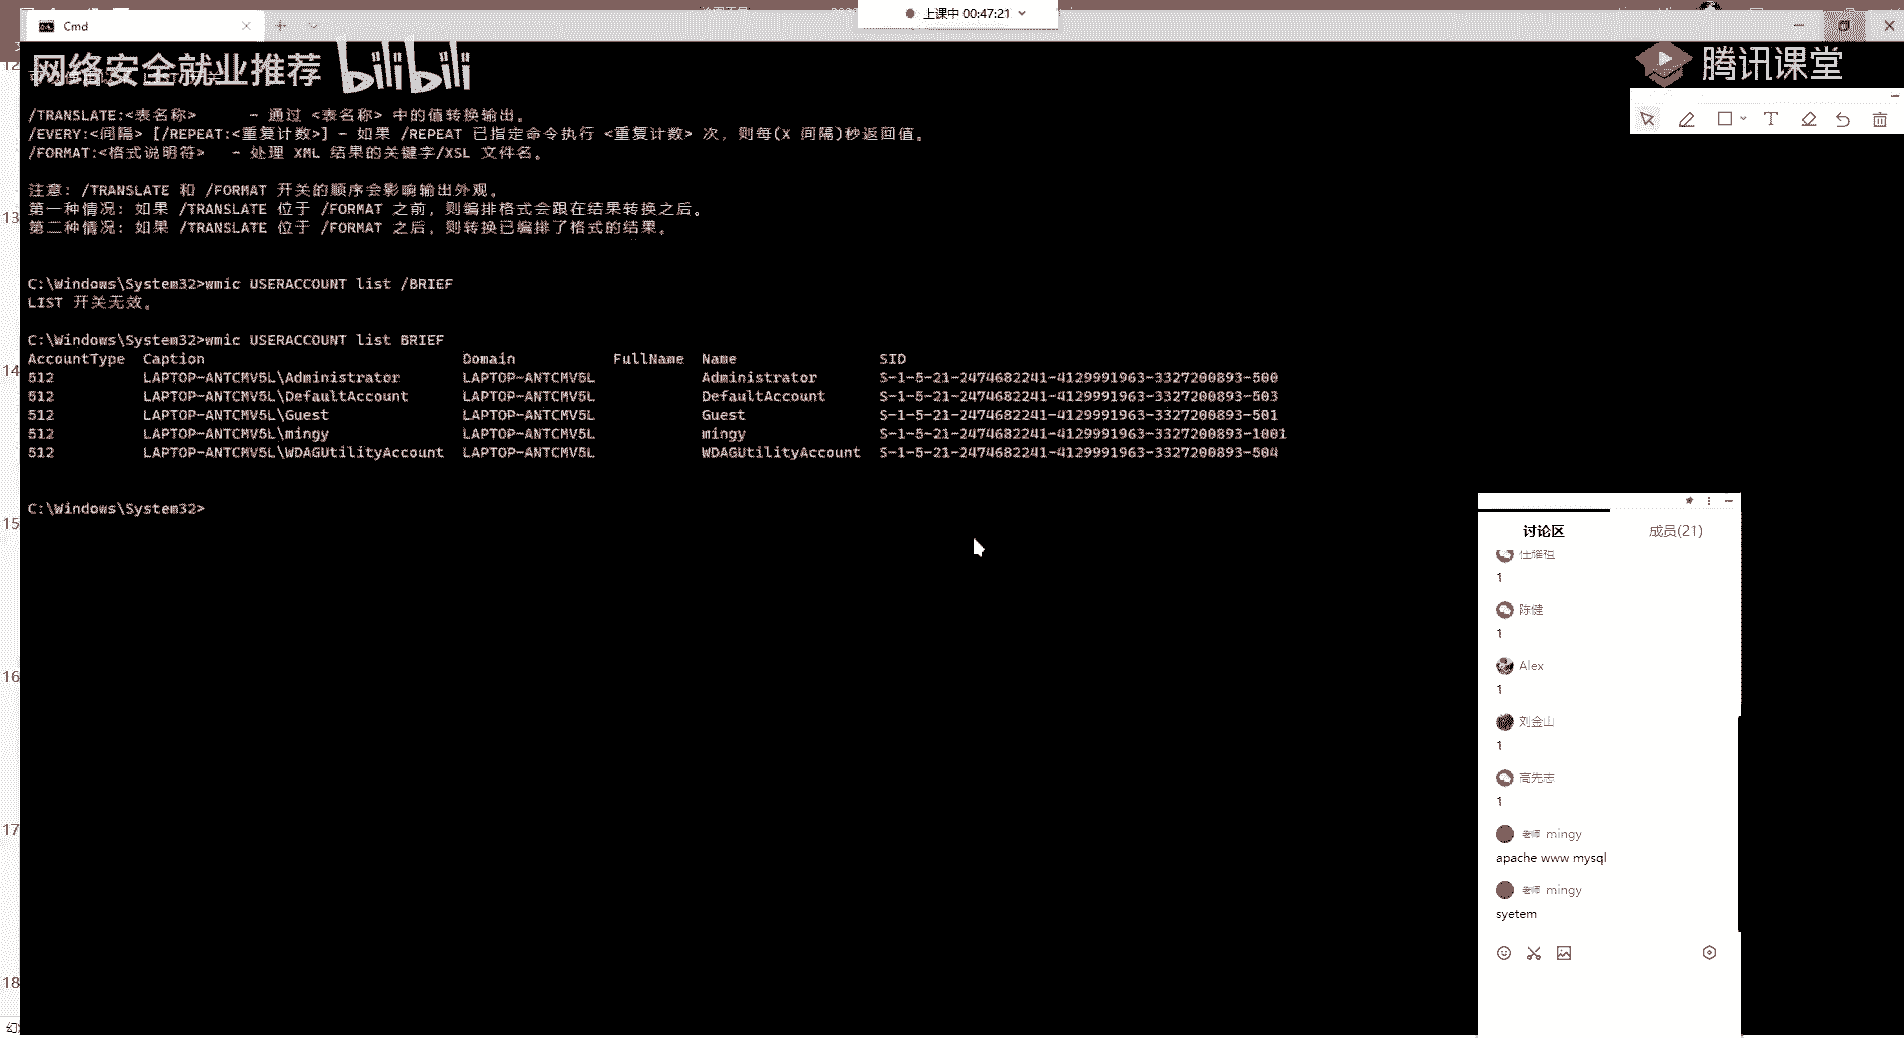 Cmd
上课中 00:47:21
网络安全就业推荐 bilibili
腾讯课堂
/TRANSLATE:<表名称> - 通过 <表名称> 中的值转换输出。
/EVERY:<间隔> [/REPEAT:<重复计数>] - 如果 /REPEAT 已指定命令执行 <重复计数> 次，则每(X 间隔)秒返回值。
/FORMAT:<格式说明符> - 处理 XML 结果的关键字/XSL 文件名。
注意: /TRANSLATE 和 /FORMAT 开关的顺序会影响输出外观。
第一种情况: 如果 /TRANSLATE 位于 /FORMAT 之前，则编排格式会跟在结果转换之后。
第二种情况: 如果 /TRANSLATE 位于 /FORMAT 之后，则转换已编排了格式的结果。
C:\Windows\System32>wmic USERACCOUNT list /BRIEF
LIST 开关无效。
C:\Windows\System32>wmic USERACCOUNT list BRIEF
AccountType Caption Domain FullName Name SID
512 LAPTOP-ANTCMV5L\Administrator LAPTOP-ANTCMV5L Administrator S-1-5-21-2474682241-4129991963-3327200893-500
512 LAPTOP-ANTCMV5L\DefaultAccount LAPTOP-ANTCMV5L DefaultAccount S-1-5-21-2474682241-4129991963-3327200893-503
512 LAPTOP-ANTCMV5L\Guest LAPTOP-ANTCMV5L Guest S-1-5-21-2474682241-4129991963-3327200893-501
512 LAPTOP-ANTCMV5L\mingy LAPTOP-ANTCMV5L mingy S-1-5-21-2474682241-4129991963-3327200893-1001
512 LAPTOP-ANTCMV5L\WDAGUtilityAccount LAPTOP-ANTCMV5L WDAGUtilityAccount S-1-5-21-2474682241-4129991963-3327200893-504
C:\Windows\System32>
12
13
14
15
16
17
18
讨论区 成员(21)
1
陈健
1
Alex
1
刘金山
1
高先志
1
老师 mingy
apache www mysql
老师 mingy
syetem